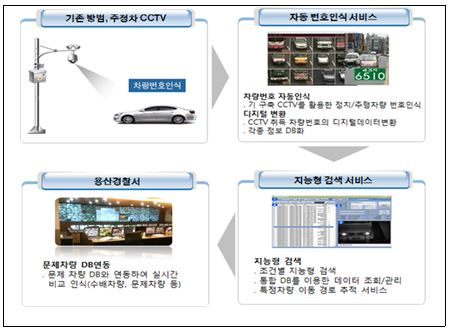 기존 방범, 주정차 CCTV
차량번호인식
자동 번호인식 서비스
6510
차량번호 자동인식
- 기 구축 CCTV를 활용한 정지/주행차량 번호인식
디지털 변환
- CCTV 취득 차량번호의 디지털데이터변환
- 각종 정보 DB화
용산경찰서
문제차량 DB연동
- 문제 차량 DB와 연동하여 실시간
비교 인식(수배차량, 문제차량 등)
지능형 검색 서비스
지능형 검색
- 조건별 지능형 검색
- 통합 DB를 이용한 데이터 조회/관리
- 특정차량 이동 경로 추적 서비스